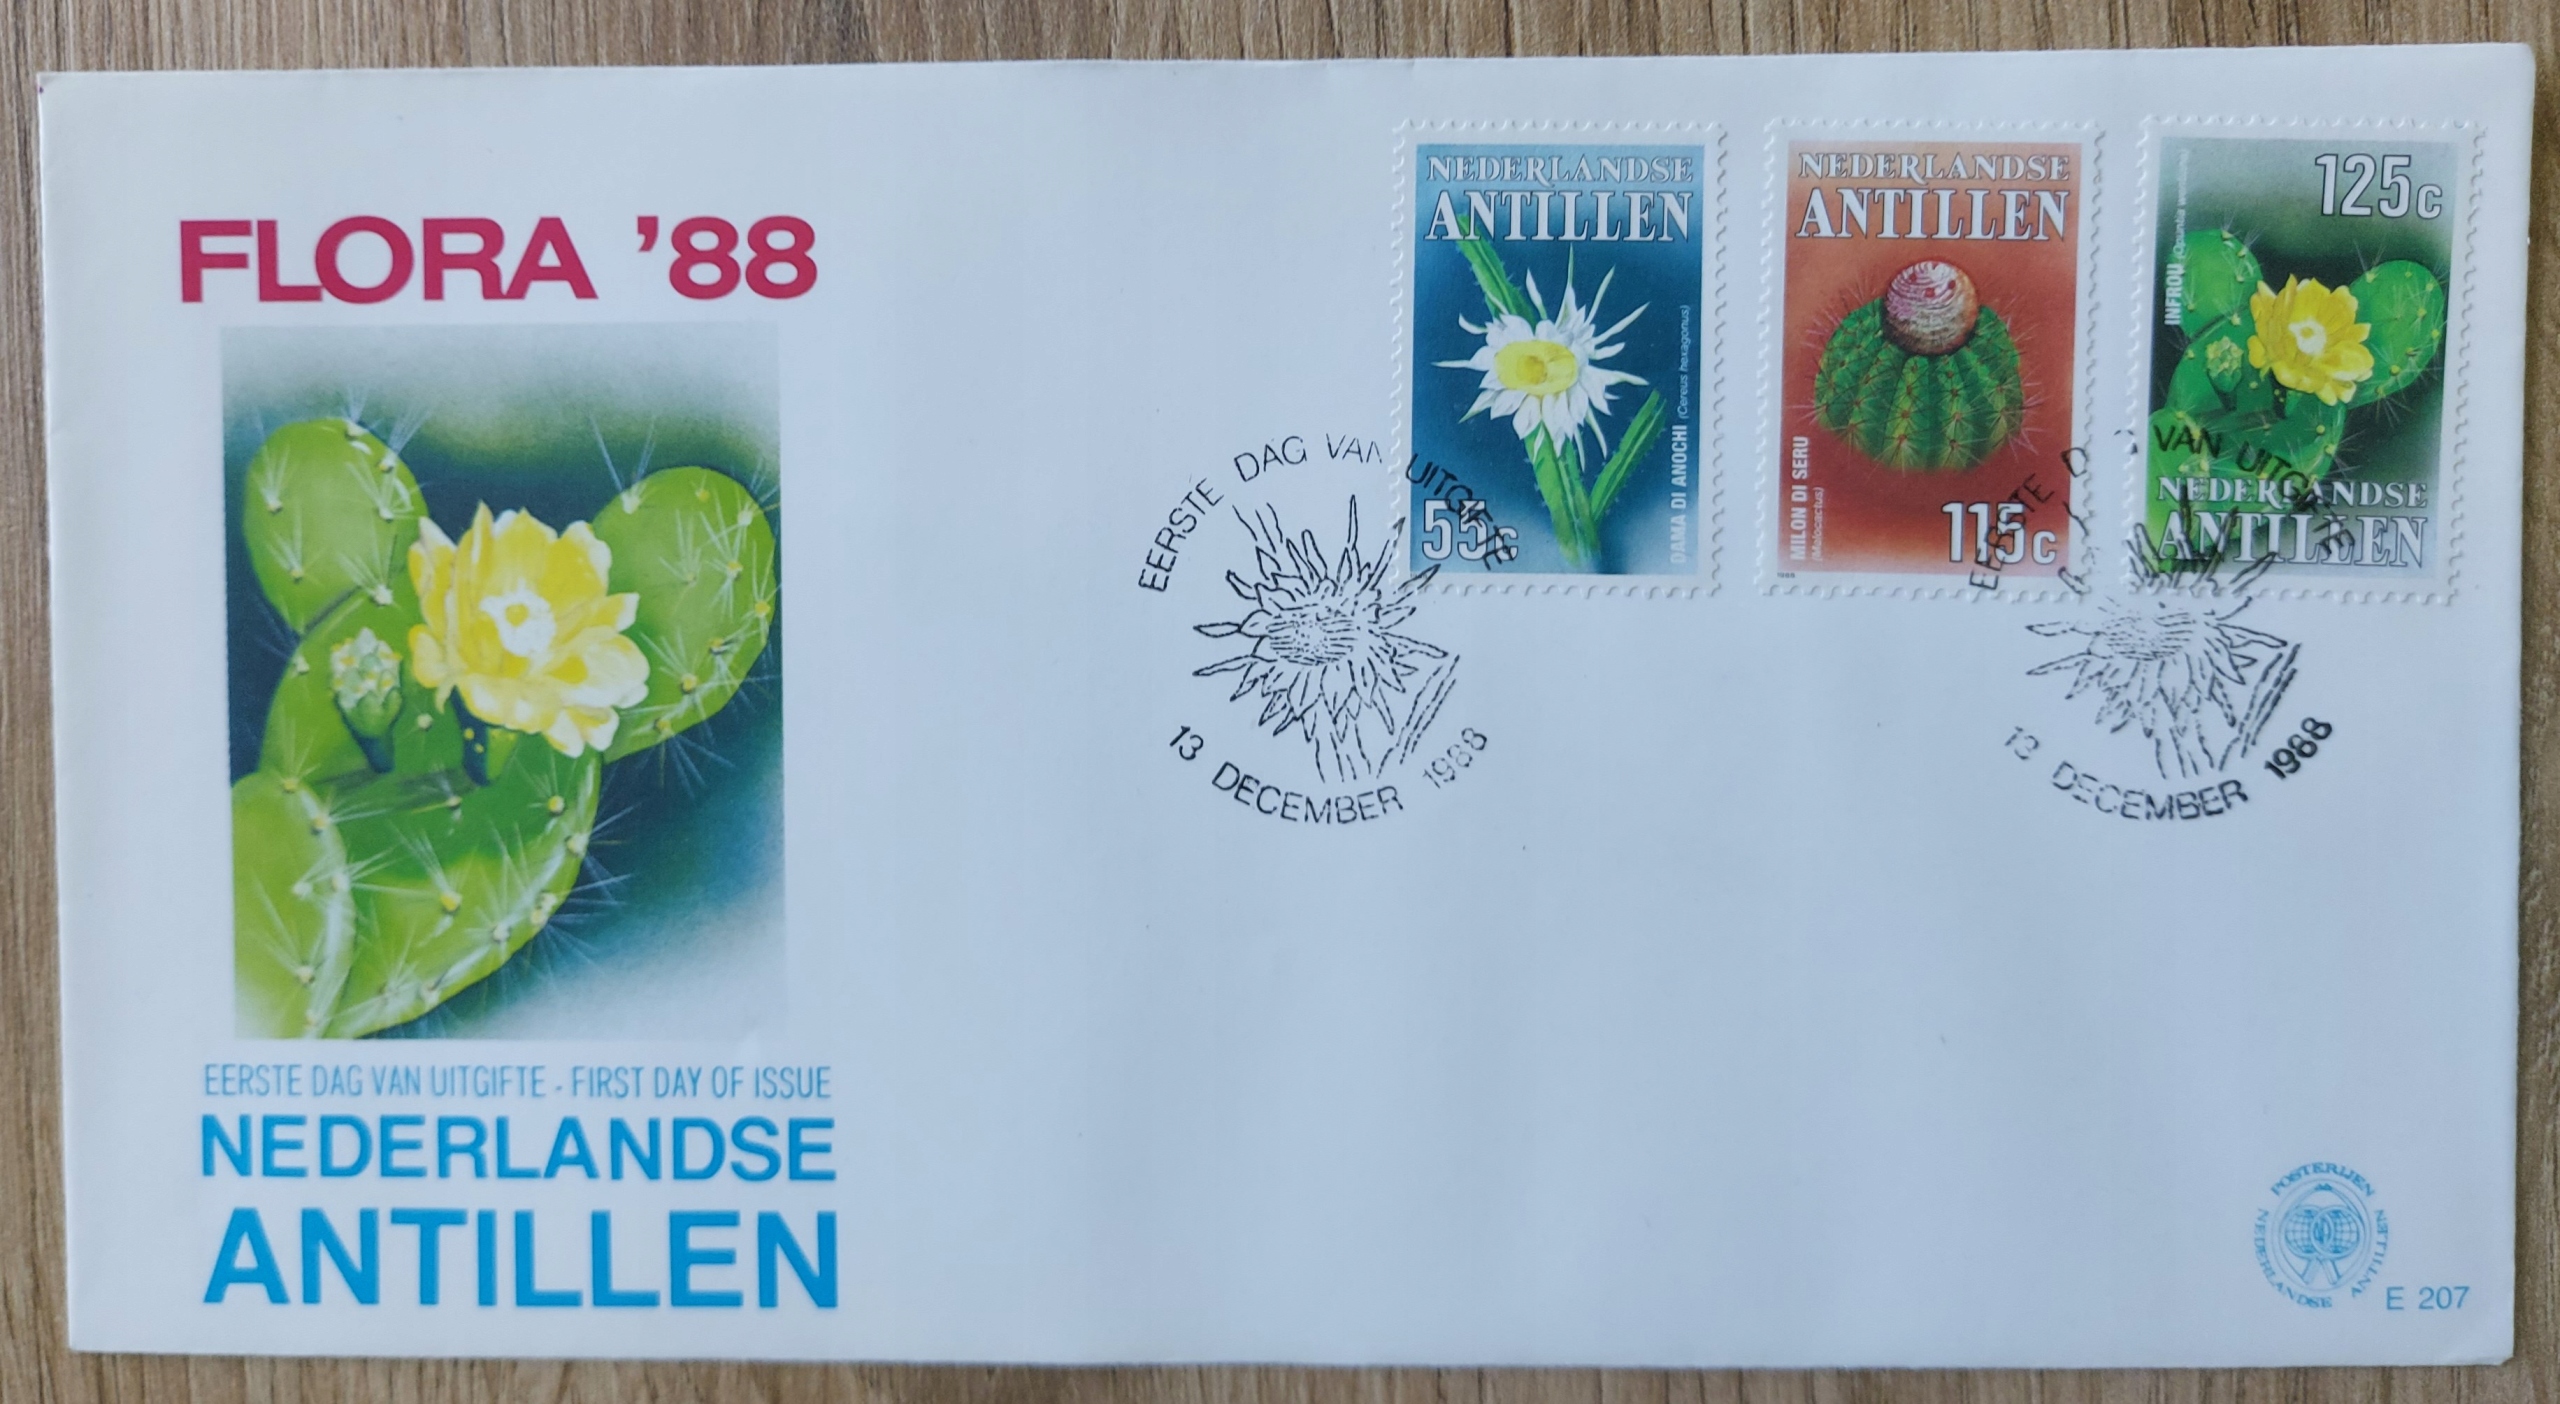 FLORA '88
EERSTE DAG VAN UITGIFTE - FIRST DAY OF ISSUE
NEDERLANDSE
ANTILLEN
NEDERLANDSE
ANTILLEN
55c
DAMA DI ANOCHI (Cereus hexagonus)
NEDERLANDSE
ANTILLEN
MILON DI SERU
(Melocactus)
115c
1988
125c
INFROU (Opuntia
NEDERLANDSE
ANTILLEN
EERSTE DAG VAN UITGIFTE
13 DECEMBER 1988
EERSTE VAN UITGIFTE
13 DECEMBER 1988
POSTERIJEN
NEDERLANDSE ANTILLEN
E 207